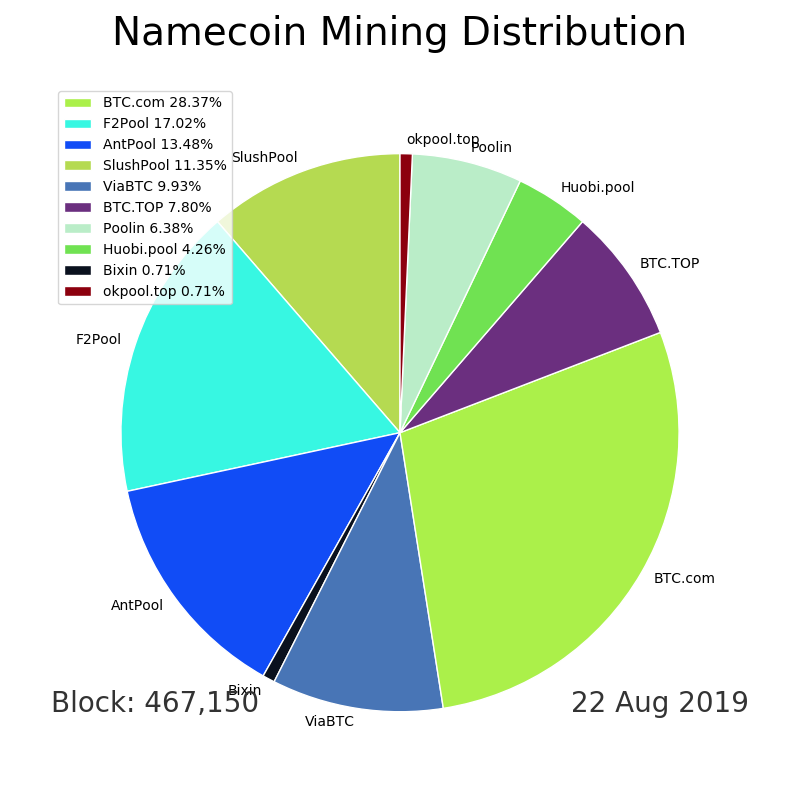 Namecoin Mining Distribution
BTC.com 28.37%
F2Pool 17.02%
AntPool 13.48%
SlushPool 11.35%
ViaBTC 9.93%
BTC.TOP 7.80%
Poolin 6.38%
Huobi.pool 4.26%
Bixin 0.71%
okpool.top 0.71%
okpool.top
Poolin
SlushPool
Huobi.pool
BTC.TOP
F2Pool
BTC.com
AntPool
Bixin
ViaBTC
Block: 467,150
22 Aug 2019